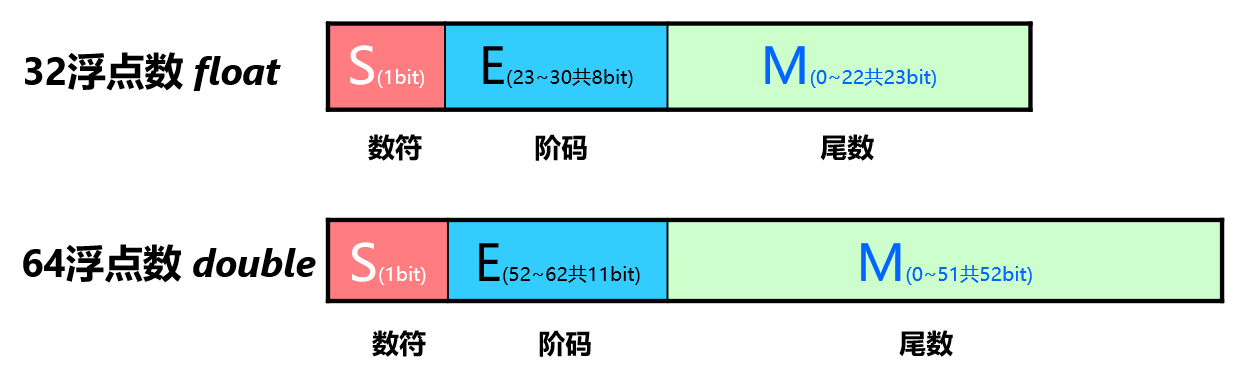 32浮点数 float S(1bit) E(23~30共8bit) M(0~22共23bit)
数符 阶码 尾数
64浮点数 double S(1bit) E(52~62共11bit) M(0~51共52bit)
数符 阶码 尾数